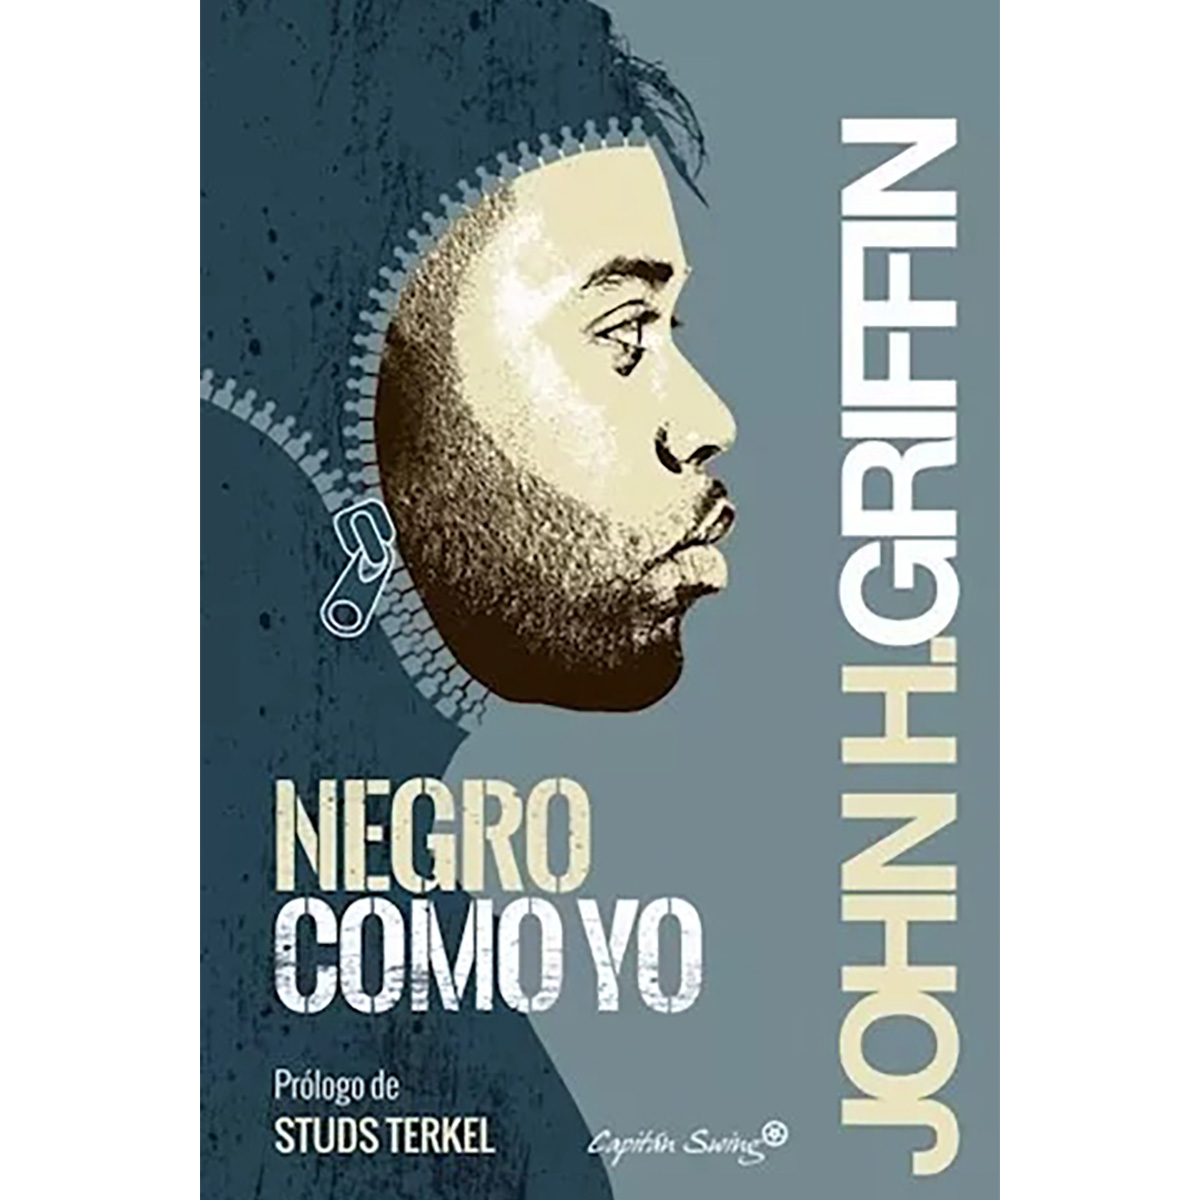 JOHN H.GRIFFIN
NEGRO
COMO YO
Prólogo de
STUDS TERKEL
Capitán Swing